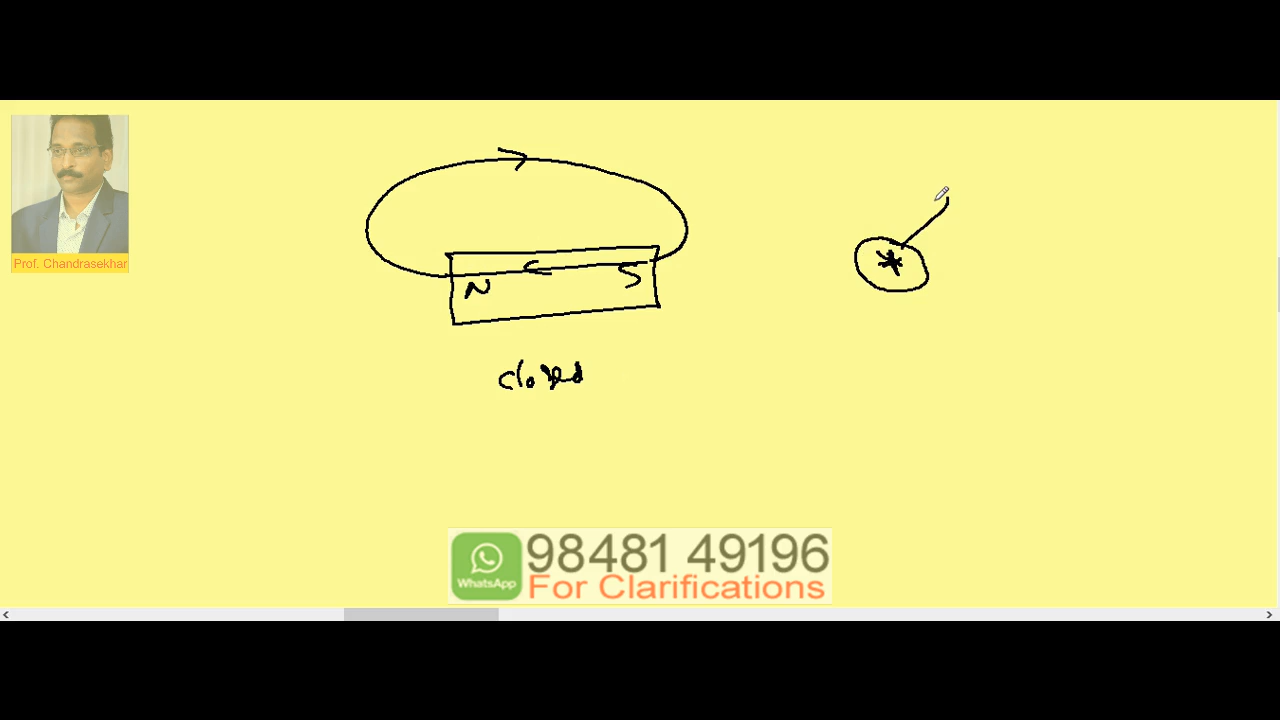 Prof. Chandrasekhar
N S
closed
WhatsApp
98481 49196
For Clarifications